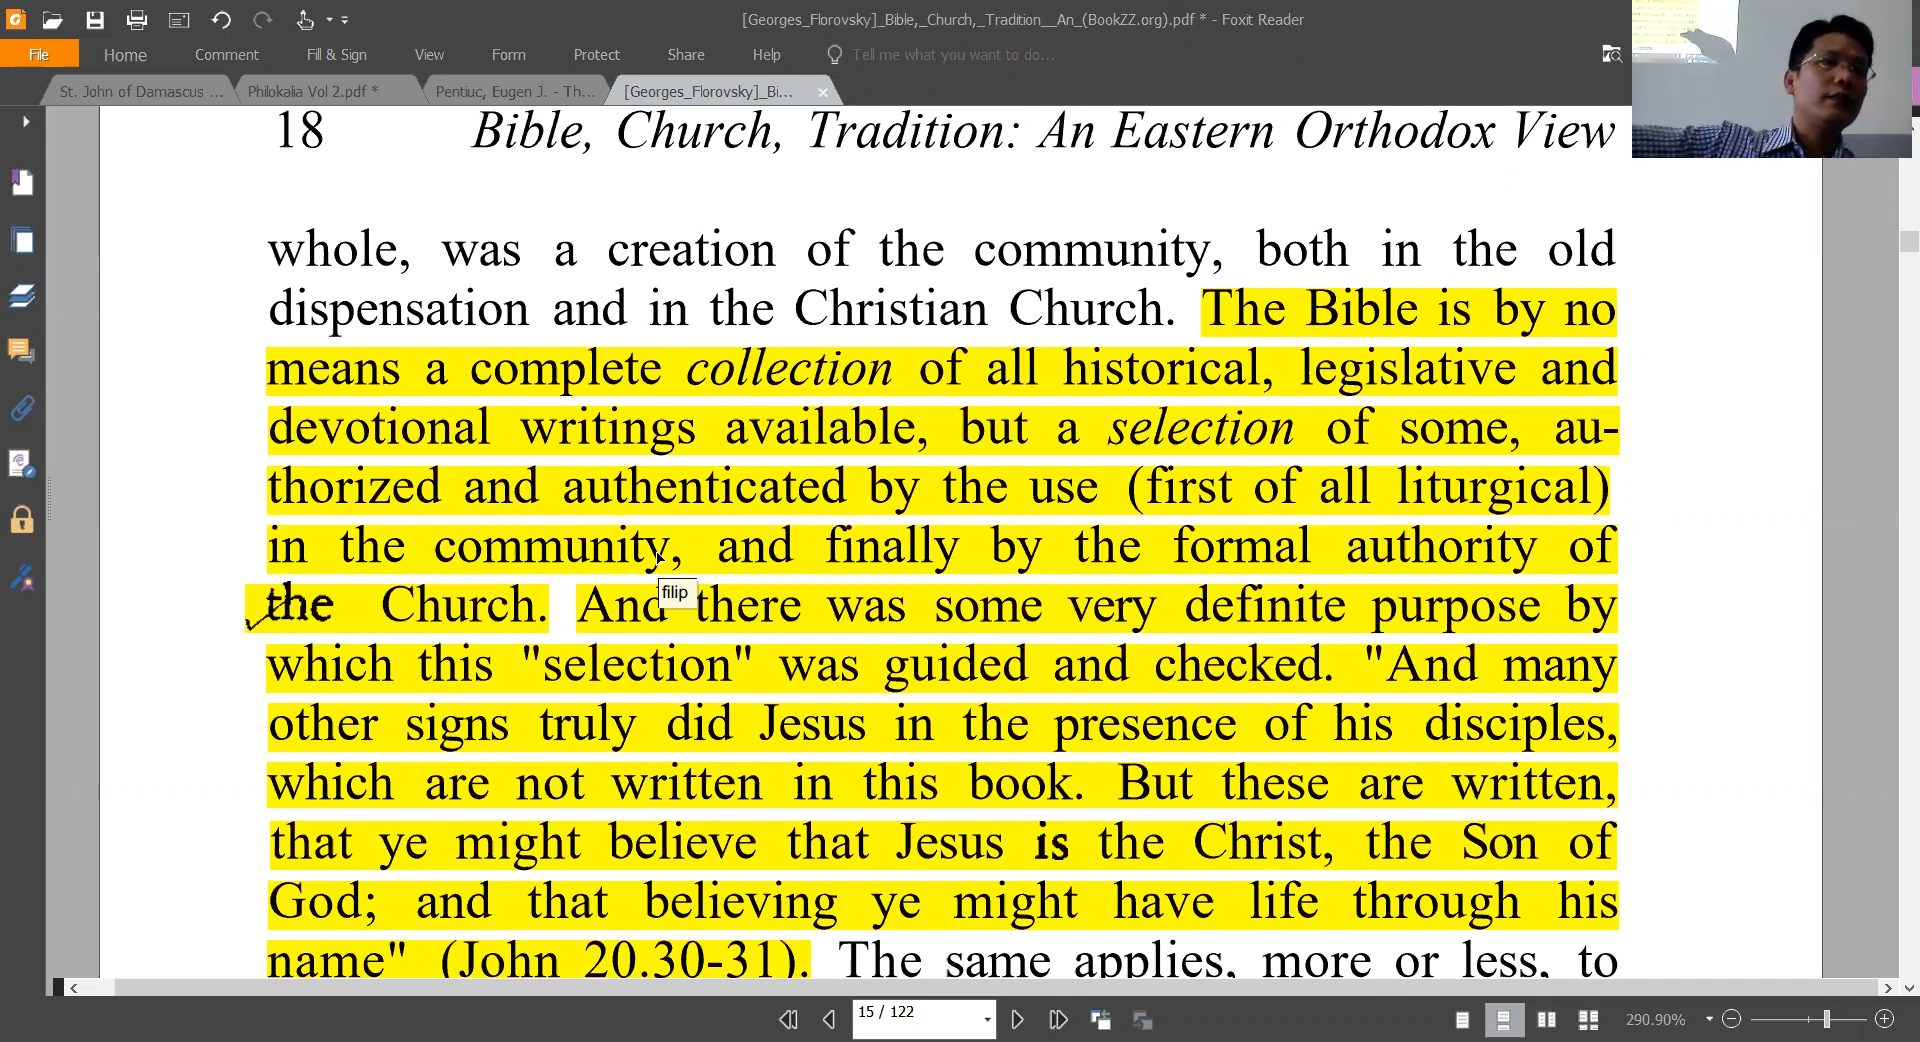 [Georges_Florovsky]_Bible,_Church,_Tradition__An_(BookZZ.org).pdf * - Foxit Reader
File Home Comment Fill & Sign View Form Protect Share Help Tell me what you want to do...
St. John of Damascus ... Philokalia Vol 2.pdf * Pentiuc, Eugen J. - Th... [Georges_Florovsky]_Bi...
18 Bible, Church, Tradition: An Eastern Orthodox View
whole, was a creation of the community, both in the old
dispensation and in the Christian Church. The Bible is by no
means a complete collection of all historical, legislative and
devotional writings available, but a selection of some, au-
thorized and authenticated by the use (first of all liturgical)
in the community, and finally by the formal authority of
the Church. And there was some very definite purpose by
filip
which this "selection" was guided and checked. "And many
other signs truly did Jesus in the presence of his disciples,
which are not written in this book. But these are written,
that ye might believe that Jesus is the Christ, the Son of
God; and that believing ye might have life through his
name" (John 20.30-31). The same applies, more or less, to
15 / 122
290.90%